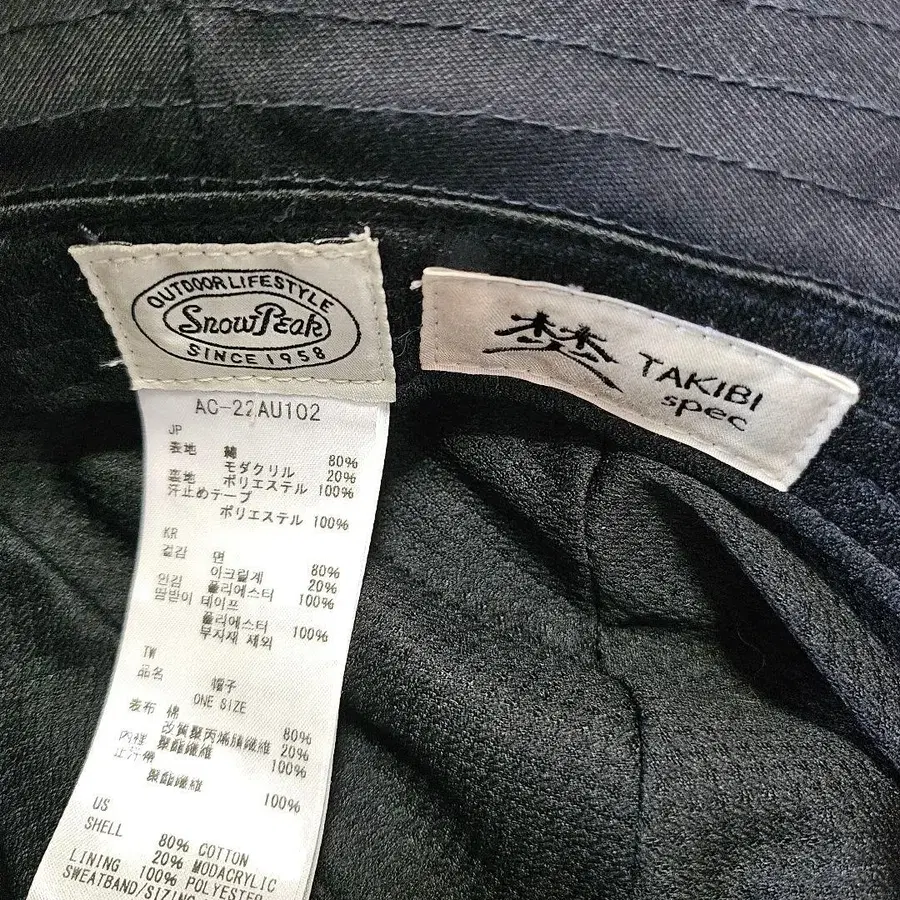 OUTDOOR LIFESTYLE
Snow Peak
SINCE 1958
焚火
TAKIBI
spec
AC-22AU102
JP
表地 綿 80%
モダクリル 20%
裏地 ポリエステル 100%
汗止めテープ
ポリエステル 100%
KR
겉감 면 80%
아크릴계 20%
안감 폴리에스터 100%
땀받이 테이프
폴리에스터 100%
부자재 제외
TW
品名 帽子
ONE SIZE
表布 棉 80%
改質聚丙烯腈纖維 20%
內裡 聚酯纖維 100%
止汗帶
聚酯纖維 100%
US
SHELL
80% COTTON
20% MODACRYLIC
LINING 100% POLYESTER
SWEATBAND/SIZING